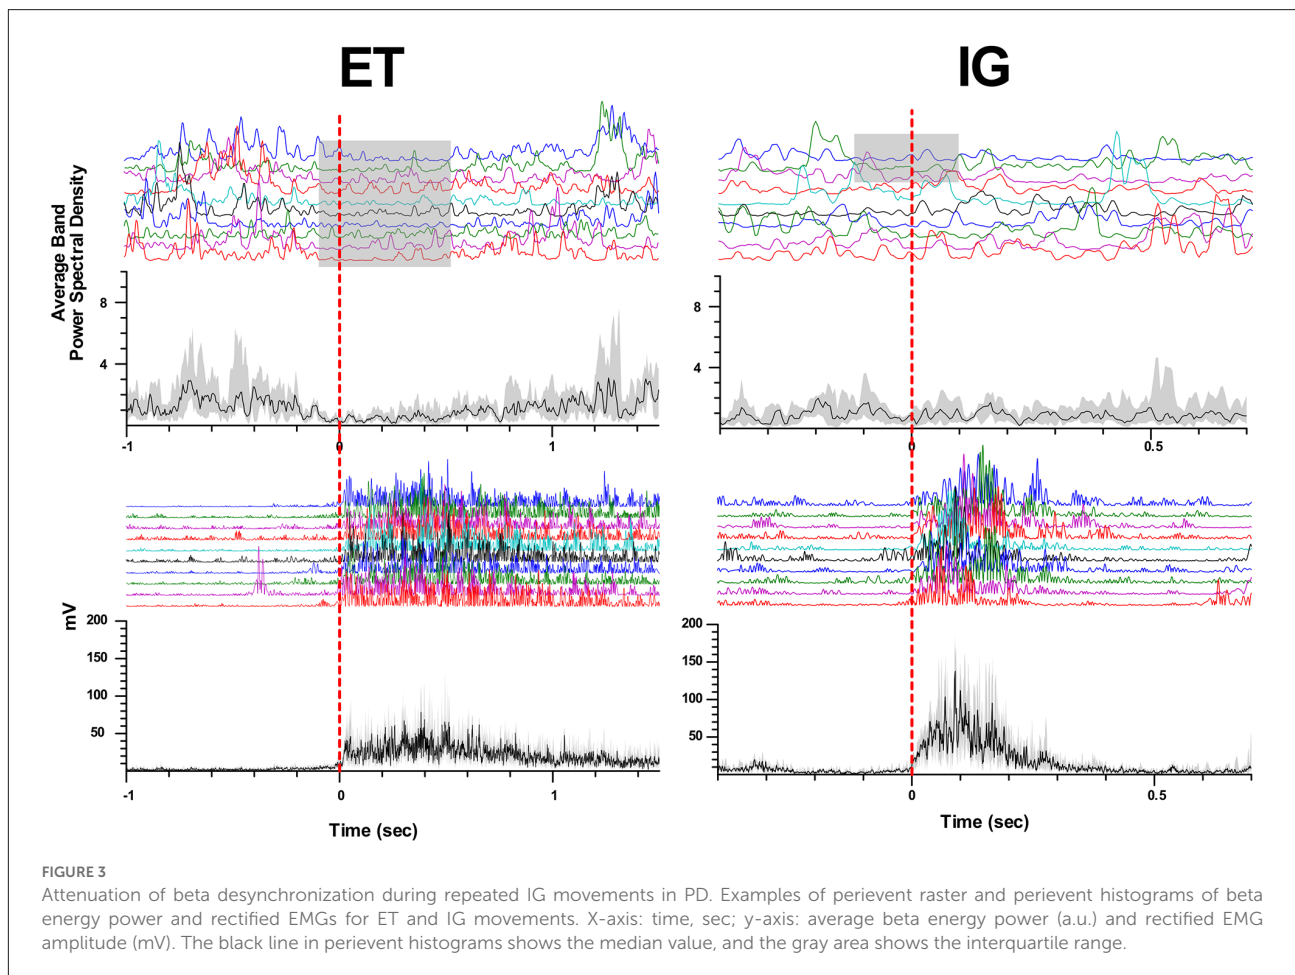 ET
IG
Average Band
Power Spectral Density
8
4
-1
0
1
8
4
0
0.5
mV
200
150
100
50
-1
0
1
Time (sec)
200
150
100
50
0
0.5
Time (sec)
FIGURE 3
Attenuation of beta desynchronization during repeated IG movements in PD. Examples of perievent raster and perievent histograms of beta
energy power and rectified EMGs for ET and IG movements. X-axis: time, sec; y-axis: average beta energy power (a.u.) and rectified EMG
amplitude (mV). The black line in perievent histograms shows the median value, and the gray area shows the interquartile range.